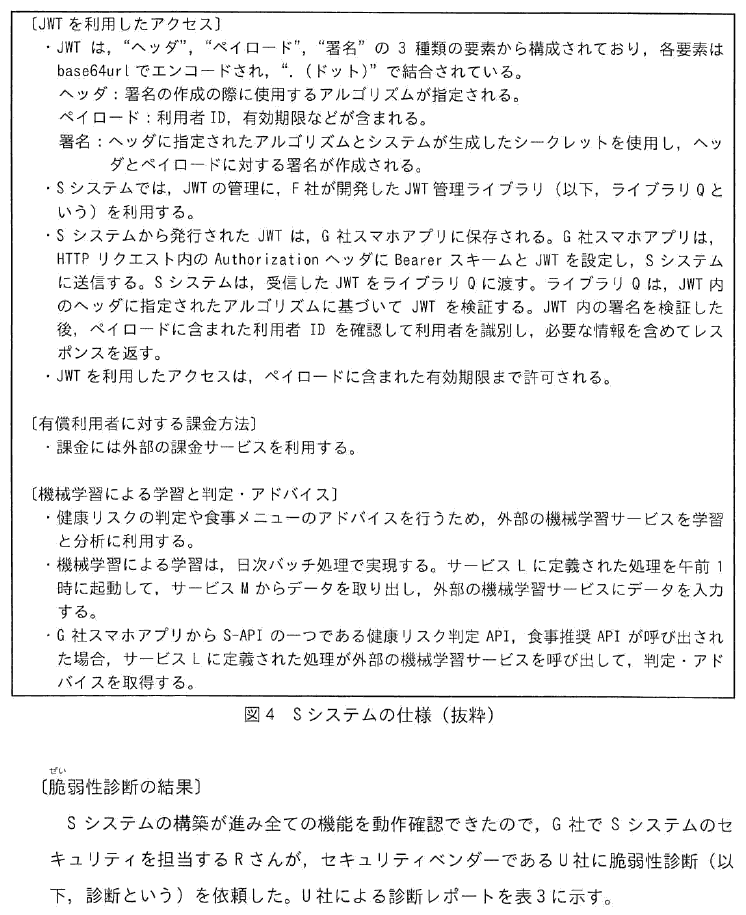 〔JWT を利用したアクセス〕
・JWT は，“ヘッダ”，“ペイロード”，“署名” の 3 種類の要素から構成されており，各要素は
base64url でエンコードされ，“．（ドット）” で結合されている。
ヘッダ：署名の作成の際に使用するアルゴリズムが指定される。
ペイロード：利用者 ID，有効期限などが含まれる。
署名：ヘッダに指定されたアルゴリズムとシステムが生成したシークレットを使用し，ヘッ
ダとペイロードに対する署名が作成される。
・S システムでは，JWT の管理に，F 社が開発した JWT 管理ライブラリ（以下，ライブラリ Q と
いう）を利用する。
・S システムから発行された JWT は，G 社スマホアプリに保存される。G 社スマホアプリは，
HTTP リクエスト内の Authorization ヘッダに Bearer スキームと JWT を設定し，S システム
に送信する。S システムは，受信した JWT をライブラリ Q に渡す。ライブラリ Q は，JWT 内
のヘッダに指定されたアルゴリズムに基づいて JWT を検証する。JWT 内の署名を検証した
後，ペイロードに含まれた利用者 ID を確認して利用者を識別し，必要な情報を含めてレス
ポンスを返す。
・JWT を利用したアクセスは，ペイロードに含まれた有効期限まで許可される。
〔有償利用者に対する課金方法〕
・課金には外部の課金サービスを利用する。
〔機械学習による学習と判定・アドバイス〕
・健康リスクの判定や食事メニューのアドバイスを行うため，外部の機械学習サービスを学習
と分析に利用する。
・機械学習による学習は，日次バッチ処理で実現する。サービス L に定義された処理を午前 1
時に起動して，サービス M からデータを取り出し，外部の機械学習サービスにデータを入力
する。
・G 社スマホアプリから S-API の一つである健康リスク判定 API，食事推奨 API が呼び出され
た場合，サービス L に定義された処理が外部の機械学習サービスを呼び出して，判定・アド
バイスを取得する。
図 4 S システムの仕様（抜粋）
ぜい
〔脆弱性診断の結果〕
S システムの構築が進み全ての機能を動作確認できたので，G 社で S システムのセ
キュリティを担当する R さんが，セキュリティベンダーである U 社に脆弱性診断（以
下，診断という）を依頼した。U 社による診断レポートを表 3 に示す。